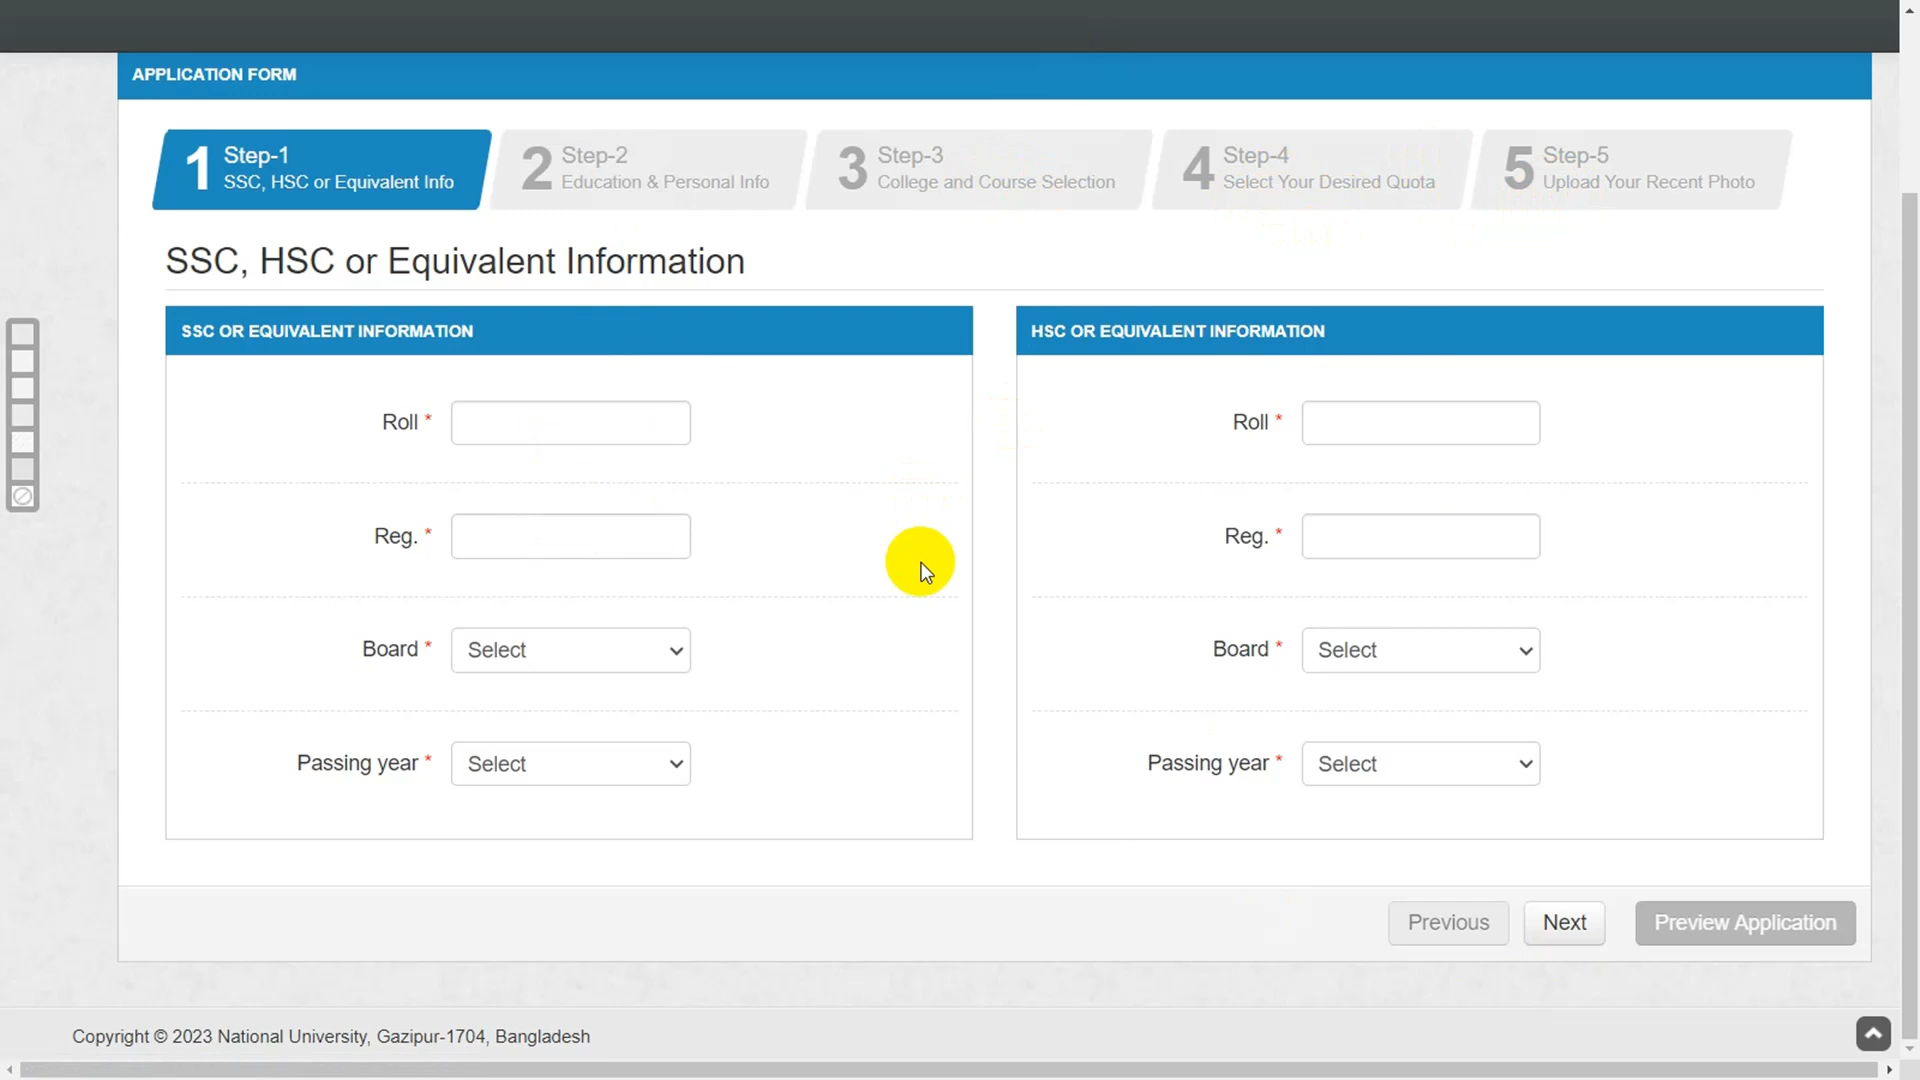 APPLICATION FORM
1 Step-1
SSC, HSC or Equivalent Info
2 Step-2
Education & Personal Info
3 Step-3
College and Course Selection
4 Step-4
Select Your Desired Quota
5 Step-5
Upload Your Recent Photo
SSC, HSC or Equivalent Information
SSC OR EQUIVALENT INFORMATION
Roll *
Reg. *
Board * Select
Passing year * Select
HSC OR EQUIVALENT INFORMATION
Roll *
Reg. *
Board * Select
Passing year * Select
Previous Next Preview Application
Copyright © 2023 National University, Gazipur-1704, Bangladesh